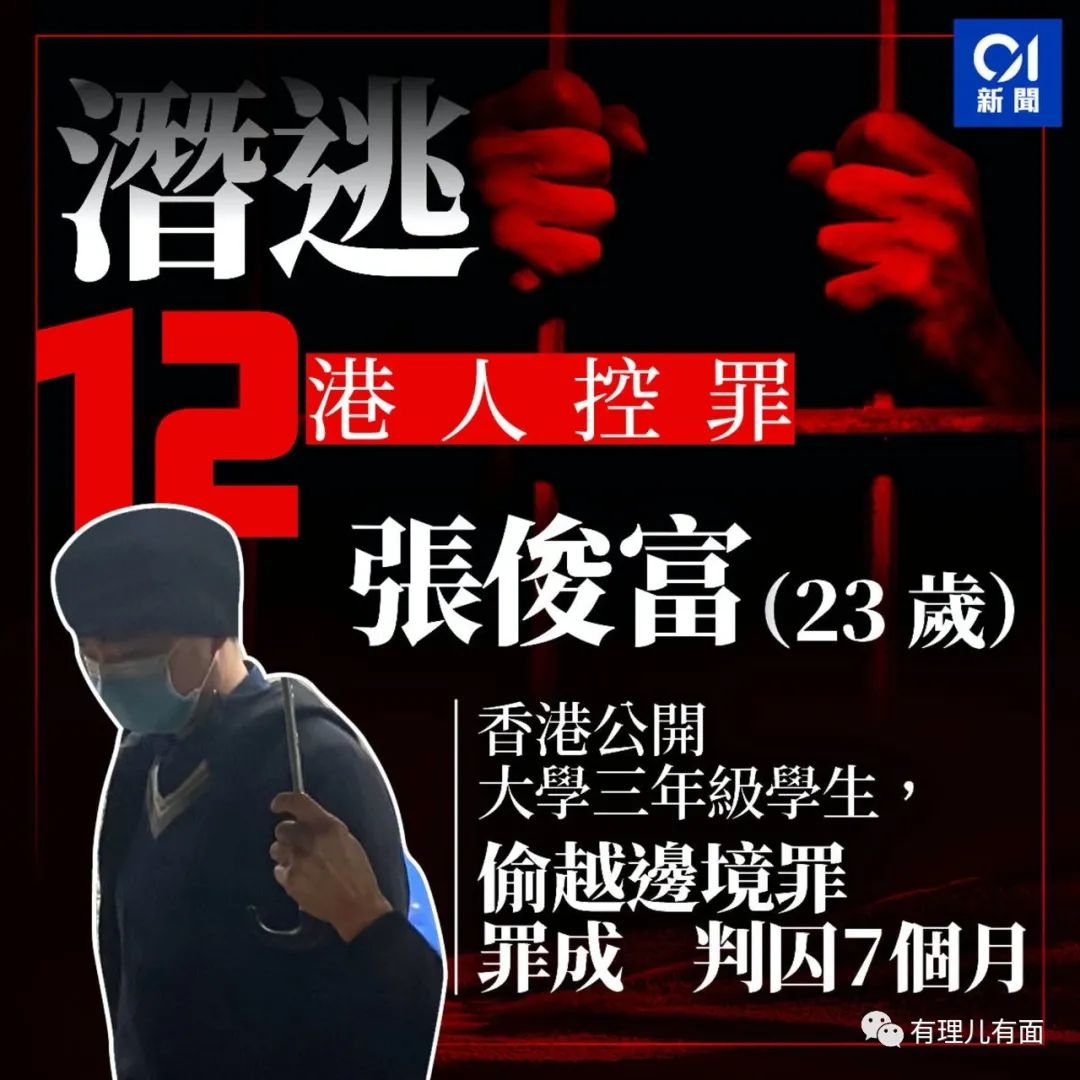 01
新聞
潛逃
12
港人控罪
張俊富(23歲)
香港公開
大學三年級學生，
偷越邊境罪
罪成 判囚7個月
有理儿有面